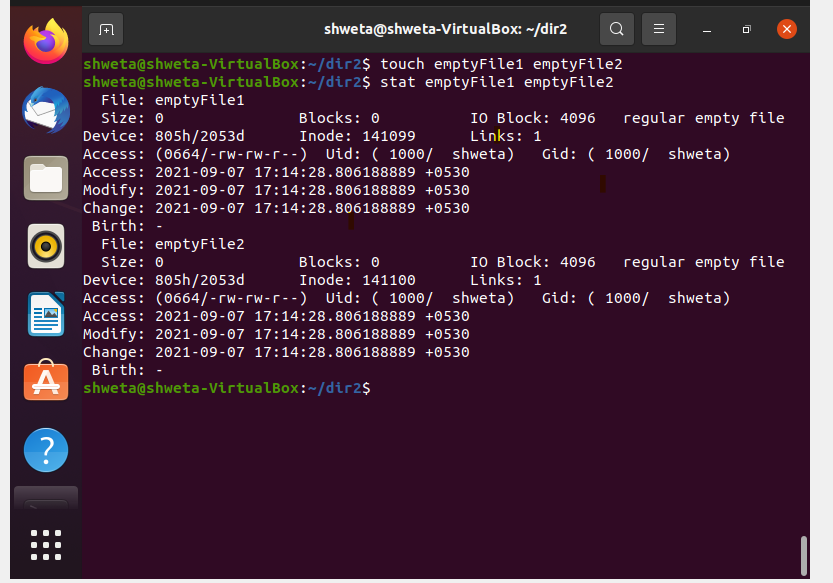 shweta@shweta-VirtualBox: ~/dir2
shweta@shweta-VirtualBox:~/dir2$ touch emptyFile1 emptyFile2
shweta@shweta-VirtualBox:~/dir2$ stat emptyFile1 emptyFile2
  File: emptyFile1
  Size: 0               Blocks: 0          IO Block: 4096   regular empty file
Device: 805h/2053d      Inode: 141099      Links: 1
Access: (0664/-rw-rw-r--)  Uid: ( 1000/  shweta)   Gid: ( 1000/  shweta)
Access: 2021-09-07 17:14:28.806188889 +0530
Modify: 2021-09-07 17:14:28.806188889 +0530
Change: 2021-09-07 17:14:28.806188889 +0530
 Birth: -
  File: emptyFile2
  Size: 0               Blocks: 0          IO Block: 4096   regular empty file
Device: 805h/2053d      Inode: 141100      Links: 1
Access: (0664/-rw-rw-r--)  Uid: ( 1000/  shweta)   Gid: ( 1000/  shweta)
Access: 2021-09-07 17:14:28.806188889 +0530
Modify: 2021-09-07 17:14:28.806188889 +0530
Change: 2021-09-07 17:14:28.806188889 +0530
 Birth: -
shweta@shweta-VirtualBox:~/dir2$